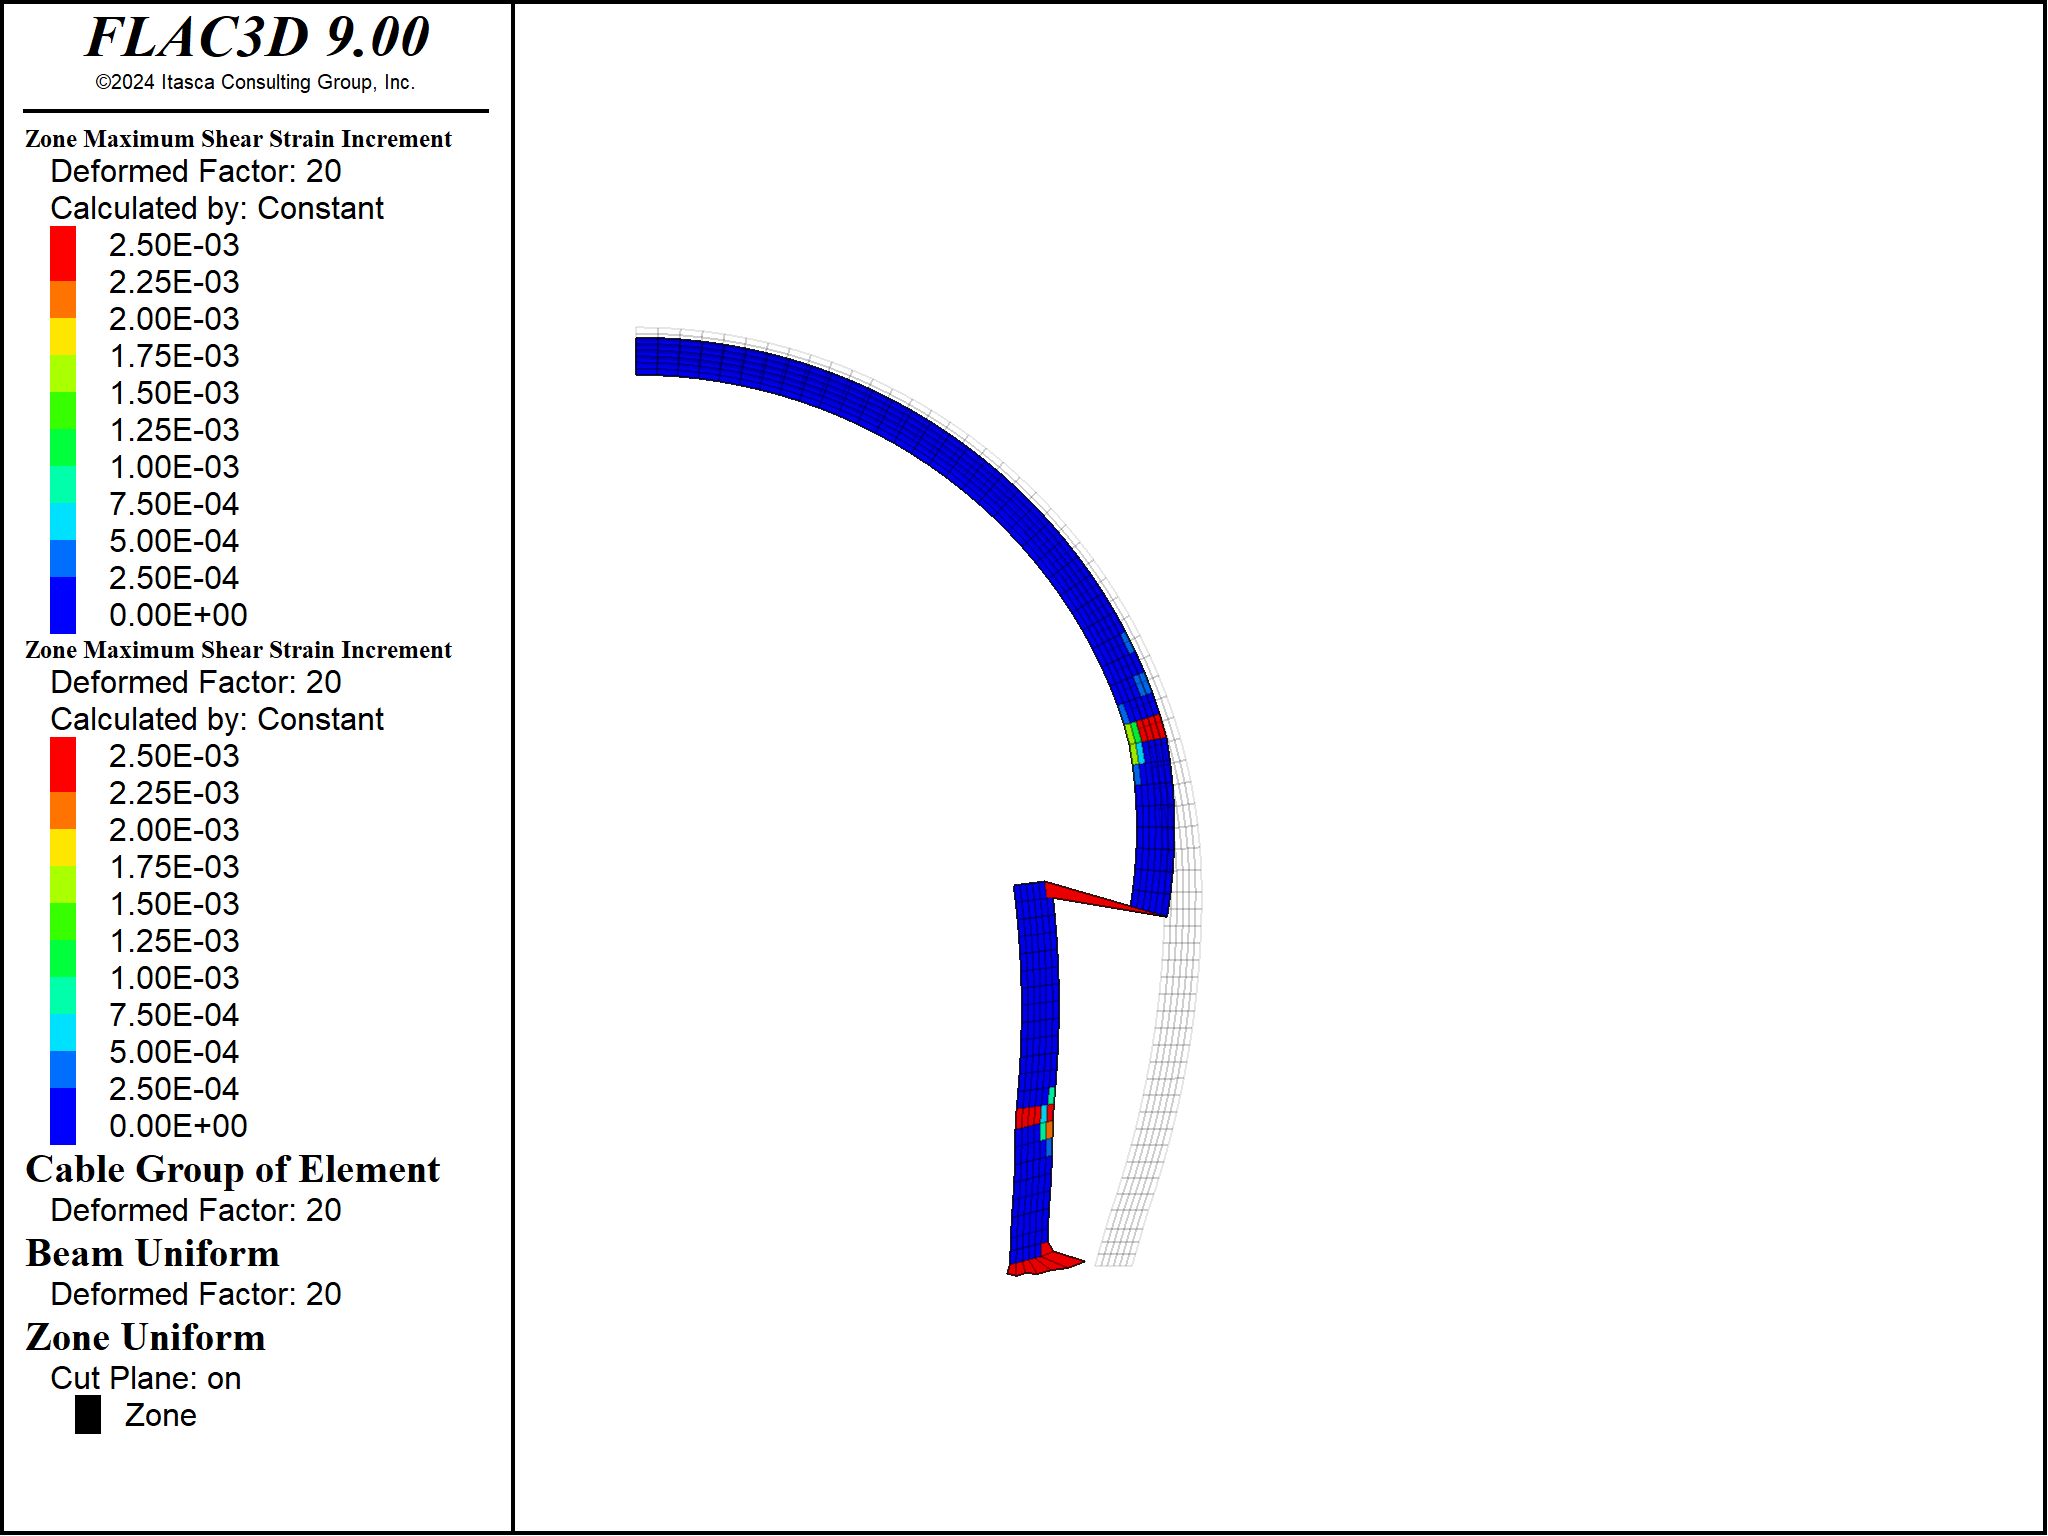 FLAC3D 9.00
©2024 Itasca Consulting Group, Inc.
Zone Maximum Shear Strain Increment
Deformed Factor: 20
Calculated by: Constant
2.50E-03
2.25E-03
2.00E-03
1.75E-03
1.50E-03
1.25E-03
1.00E-03
7.50E-04
5.00E-04
2.50E-04
0.00E+00
Zone Maximum Shear Strain Increment
Deformed Factor: 20
Calculated by: Constant
2.50E-03
2.25E-03
2.00E-03
1.75E-03
1.50E-03
1.25E-03
1.00E-03
7.50E-04
5.00E-04
2.50E-04
0.00E+00
Cable Group of Element
Deformed Factor: 20
Beam Uniform
Deformed Factor: 20
Zone Uniform
Cut Plane: on
Zone